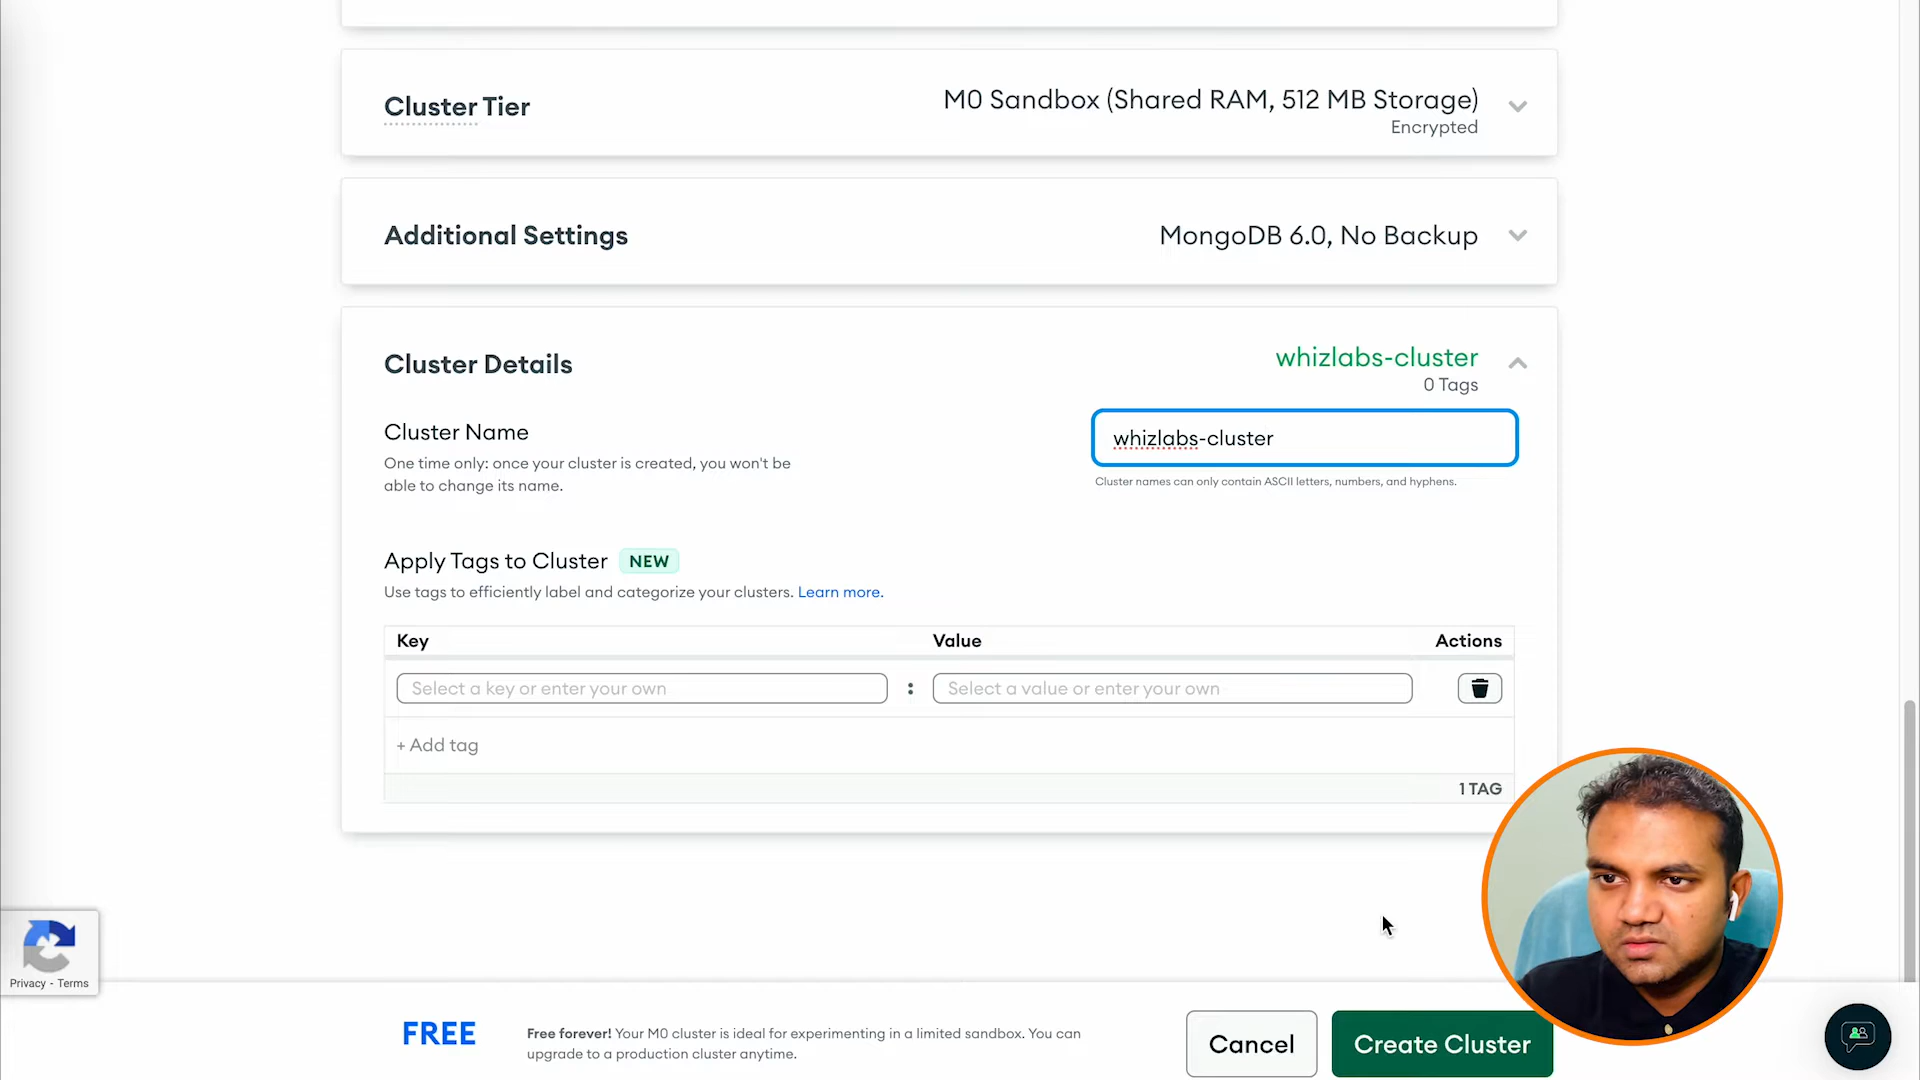 Cluster Tier
M0 Sandbox (Shared RAM, 512 MB Storage)
Encrypted
Additional Settings
MongoDB 6.0, No Backup
Cluster Details
whizlabs-cluster
0 Tags
Cluster Name
One time only: once your cluster is created, you won't be
able to change its name.
whizlabs-cluster
Cluster names can only contain ASCII letters, numbers, and hyphens.
Apply Tags to Cluster NEW
Use tags to efficiently label and categorize your clusters. Learn more.
Key Value Actions
Select a key or enter your own : Select a value or enter your own
+ Add tag
1 TAG
Privacy - Terms
FREE
Free forever! Your M0 cluster is ideal for experimenting in a limited sandbox. You can
upgrade to a production cluster anytime.
Cancel
Create Cluster